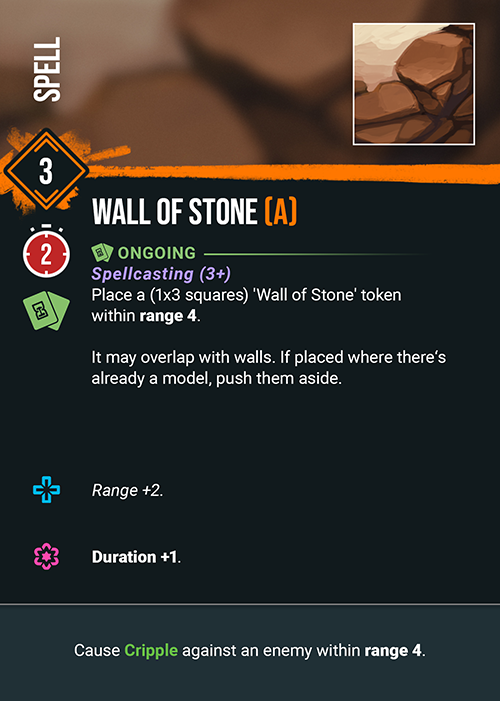 SPELL
3
WALL OF STONE (A)
2
ONGOING
Spellcasting (3+)
Place a (1x3 squares) 'Wall of Stone' token
within range 4.
It may overlap with walls. If placed where there's
already a model, push them aside.
Range +2.
Duration +1.
Cause Cripple against an enemy within range 4.